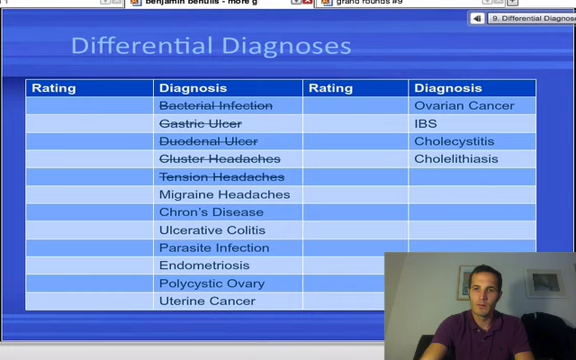 benjamin benulis - more g
grand rounds #9
9. Differential Diagnose
Differential Diagnoses
Rating Diagnosis Rating Diagnosis
Bacterial Infection Ovarian Cancer
Gastric Ulcer IBS
Duodenal Ulcer Cholecystitis
Cluster Headaches Cholelithiasis
Tension Headaches
Migraine Headaches
Chron's Disease
Ulcerative Colitis
Parasite Infection
Endometriosis
Polycystic Ovary
Uterine Cancer